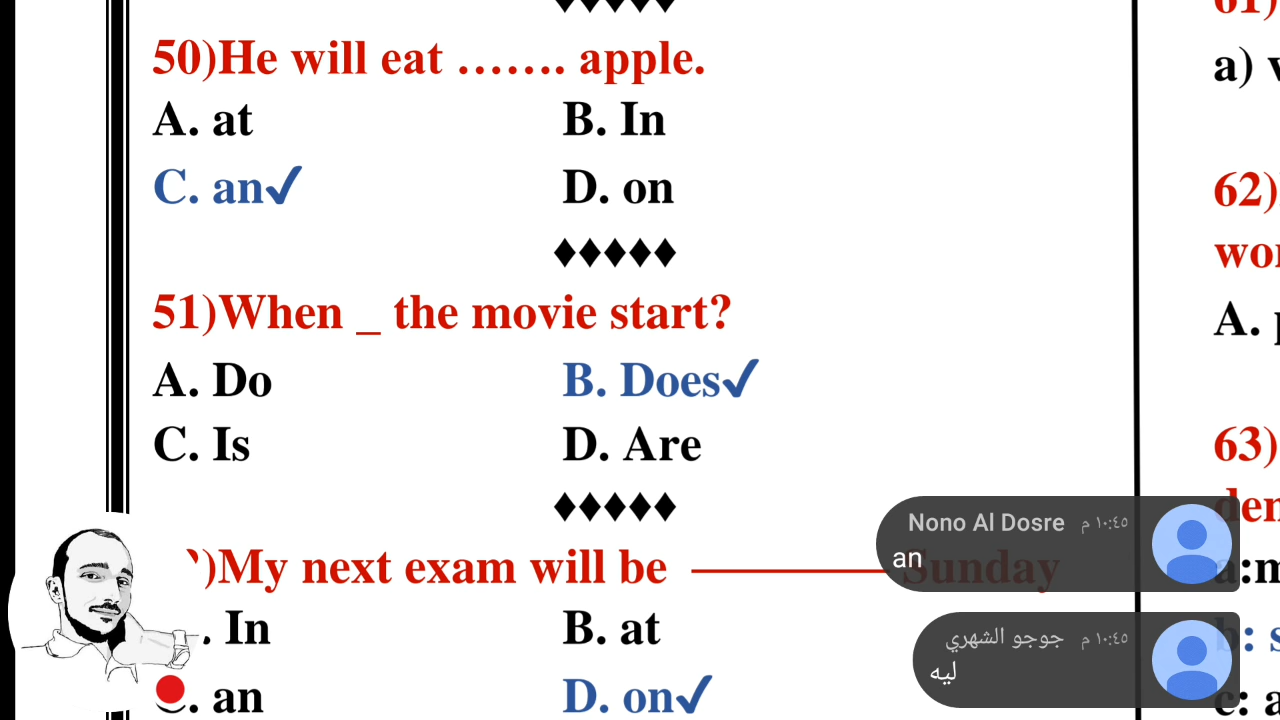 50)He will eat ……. apple.
A. at B. In
C. an✓ D. on
♦♦♦♦♦
51)When _ the movie start?
A. Do B. Does✓
C. Is D. Are
♦♦♦♦♦
)My next exam will be ———— Sunday
. In B. at
. an D. on✓
61)
a)
62)
A.
63)
a:
b:
c:
Nono Al Dosre ١٠:٤٥ م
an
جوجو الشهري ١٠:٤٥ م
ليه